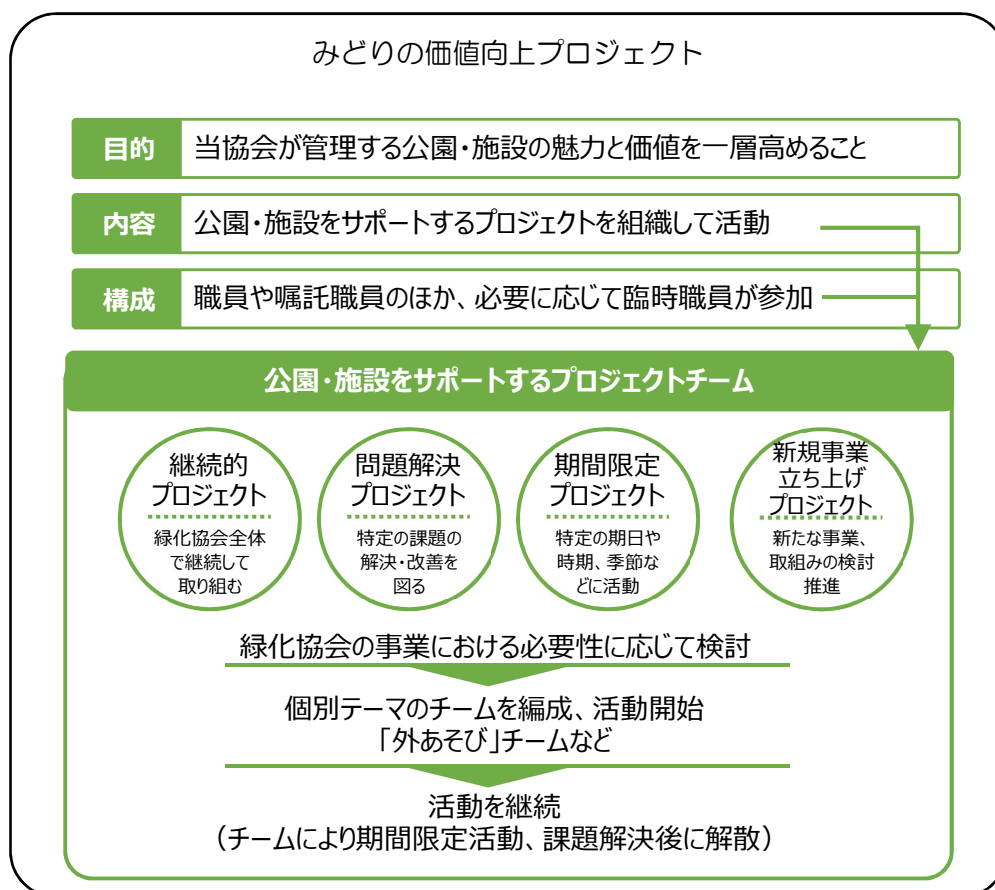 みどりの価値向上プロジェクト
目的 当協会が管理する公園・施設の魅力と価値を一層高めること
内容 公園・施設をサポートするプロジェクトを組織して活動
構成 職員や嘱託職員のほか、必要に応じて臨時職員が参加
公園・施設をサポートするプロジェクトチーム
継続的
プロジェクト
緑化協会全体
で継続して
取り組む
問題解決
プロジェクト
特定の課題の
解決・改善を
図る
期間限定
プロジェクト
特定の期日や
時期、季節な
どに活動
新規事業
立ち上げ
プロジェクト
新たな事業、
取組みの検討
推進
緑化協会の事業における必要性に応じて検討
個別テーマのチームを編成、活動開始
「外あそび」チームなど
活動を継続
（チームにより期間限定活動、課題解決後に解散）